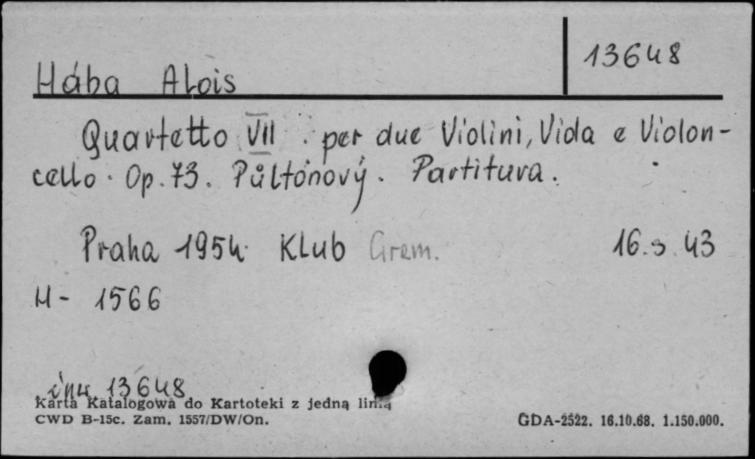 Hába Alois
13648
Quartetto VII. per due Violini, Viola e Violon-
cello. Op. 73. Půltónový. Partitura.
Praha 1954. Klub Grem.
16. s. 43
H- 1566
inw. 13648
Karta Katalogowa do Kartoteki z jedną linią
CWD B-15c. Zam. 1557/DW/On.
GDA-2522. 16.10.68. 1.150.000.